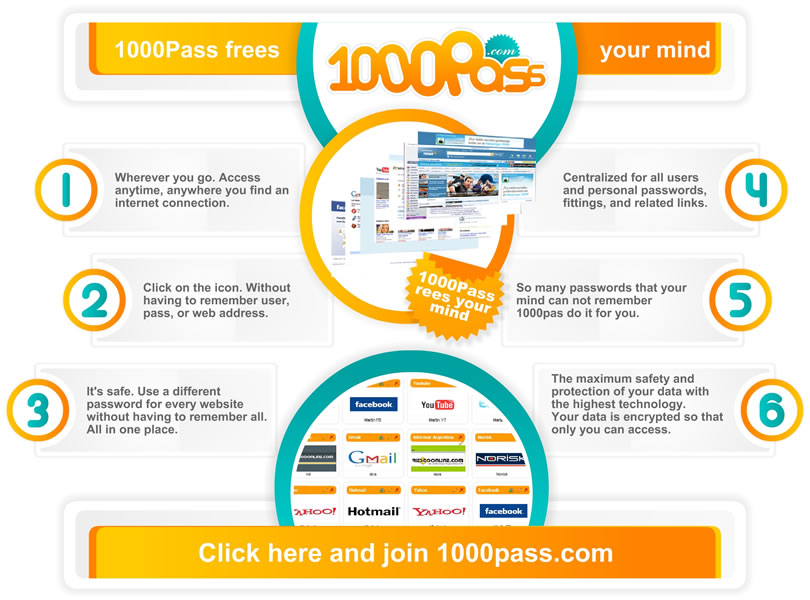 1000Pass frees
1000Pass
.com
your mind
1
Wherever you go. Access
anytime, anywhere you find an
internet connection.
2
Click on the icon. Without
having to remember user,
pass, or web address.
3
It's safe. Use a different
password for every website
without having to remember all.
All in one place.
4
Centralized for all users
and personal passwords,
fittings, and related links.
5
So many passwords that your
mind can not remember
1000pas do it for you.
6
The maximum safety and
protection of your data with
the highest technology.
Your data is encrypted so that
only you can access.
1000Pass
rees your
mind
facebook
YouTube
Gmail
NORISK
YAHOO!
Hotmail
YAHOO!
facebook
Click here and join 1000pass.com